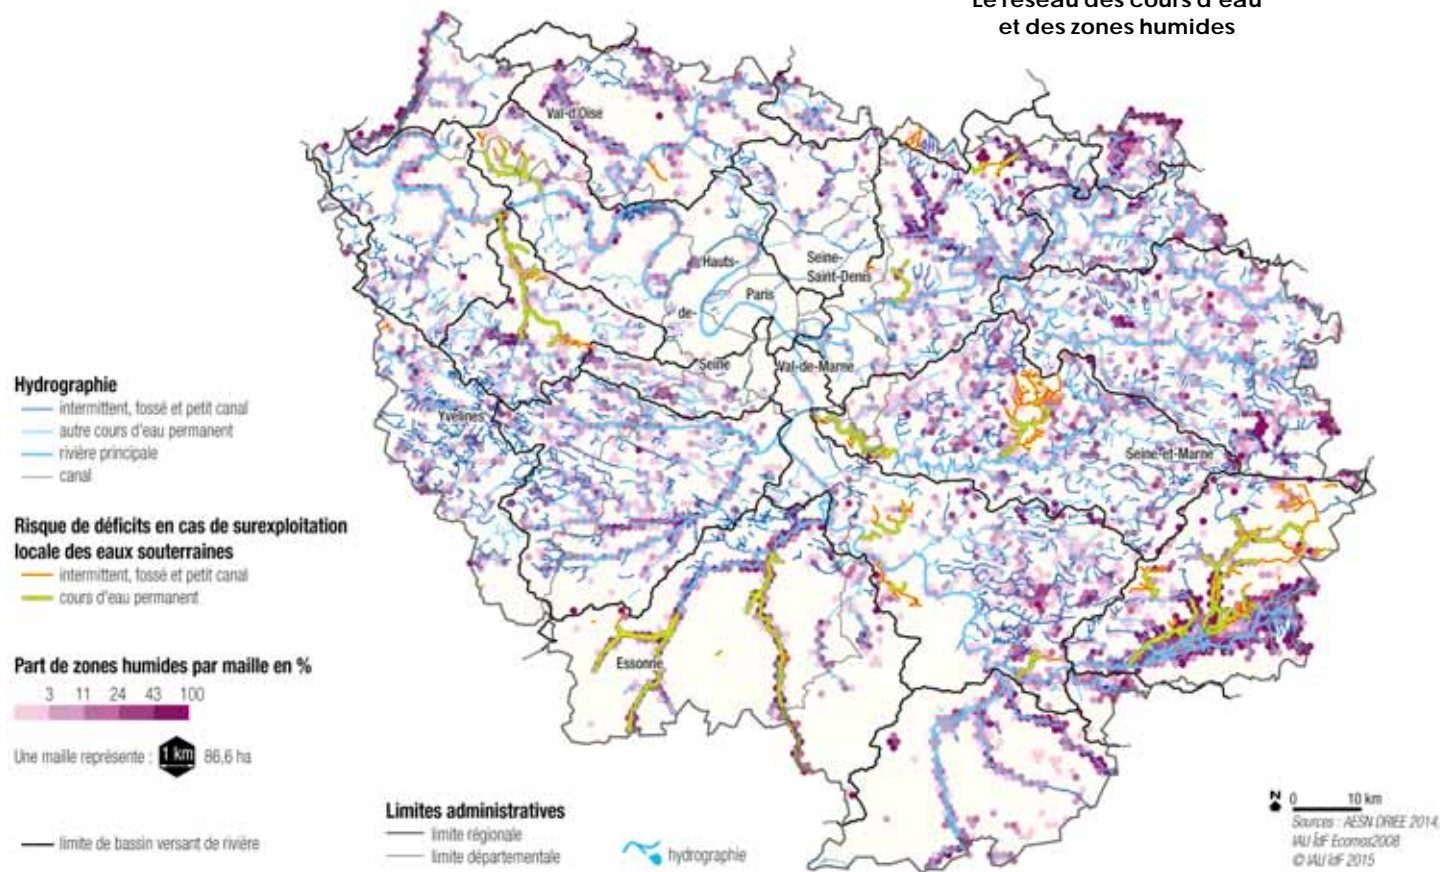 Le réseau des cours d'eau
et des zones humides
Val-d'Oise
Hauts-
Seine-
Saint-Denis
Paris
de-
Seine
Val-de-Marne
Yvelines
Seine-et-Marne
Essonne
Hydrographie
intermittent, fossé et petit canal
autre cours d'eau permanent
rivière principale
canal
Risque de déficits en cas de surexploitation
locale des eaux souterraines
intermittent, fossé et petit canal
cours d'eau permanent
Part de zones humides par maille en %
3 11 24 43 100
Une maille représente : 1 km 86,6 ha
limite de bassin versant de rivière
Limites administratives
limite régionale
limite départementale
hydrographie
N 0 10 km
Sources : AESN DRIEE 2014,
IAU îdF Ecomos2008
© IAU îdF 2015